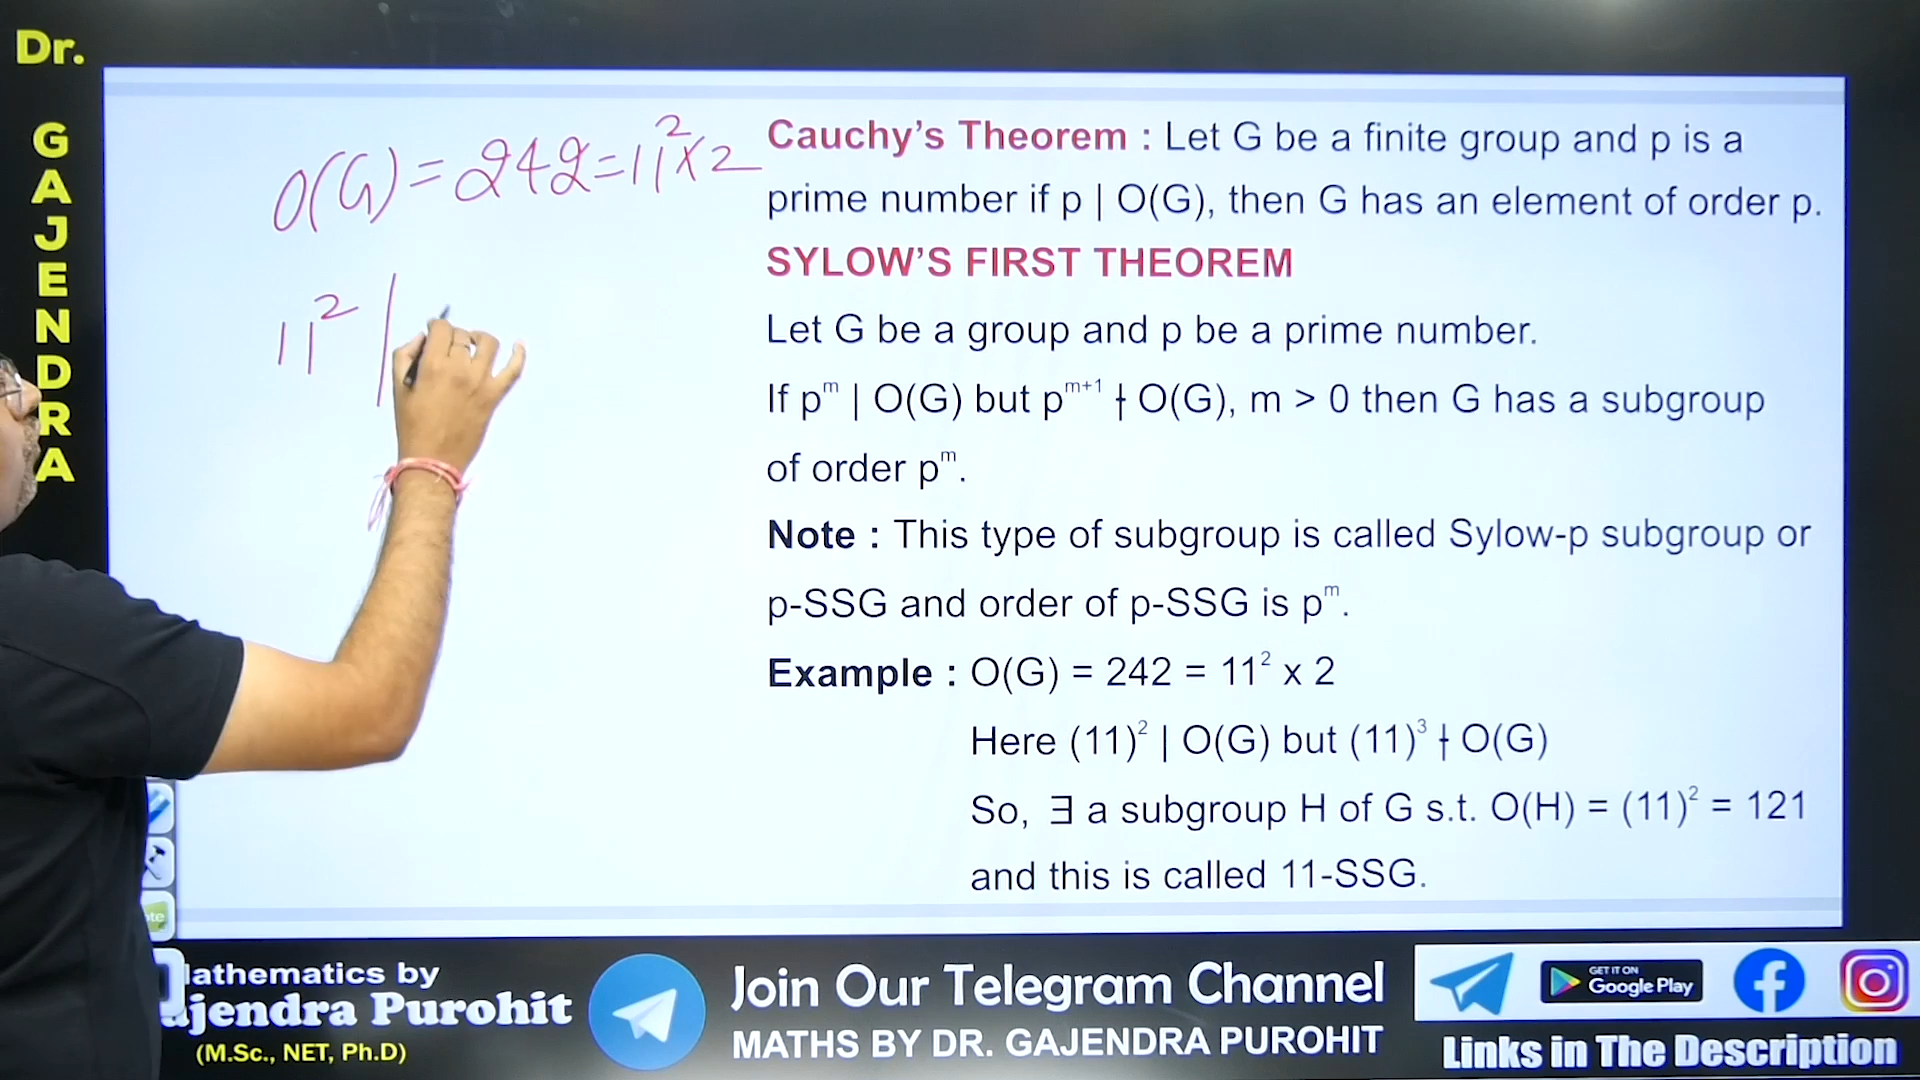 Dr.
GAJENDRA
O(G) = 242 = 11² × 2
11² |
Cauchy's Theorem : Let G be a finite group and p is a
prime number if p | O(G), then G has an element of order p.
SYLOW'S FIRST THEOREM
Let G be a group and p be a prime number.
If pᵐ | O(G) but pᵐ⁺¹ ∤ O(G), m > 0 then G has a subgroup
of order pᵐ.
Note : This type of subgroup is called Sylow-p subgroup or
p-SSG and order of p-SSG is pᵐ.
Example : O(G) = 242 = 11² x 2
Here (11)² | O(G) but (11)³ ∤ O(G)
So, ∃ a subgroup H of G s.t. O(H) = (11)² = 121
and this is called 11-SSG.
athematics by
ajendra Purohit
(M.Sc., NET, Ph.D)
Join Our Telegram Channel
MATHS BY DR. GAJENDRA PUROHIT
GET IT ON
Google Play
Links in The Description